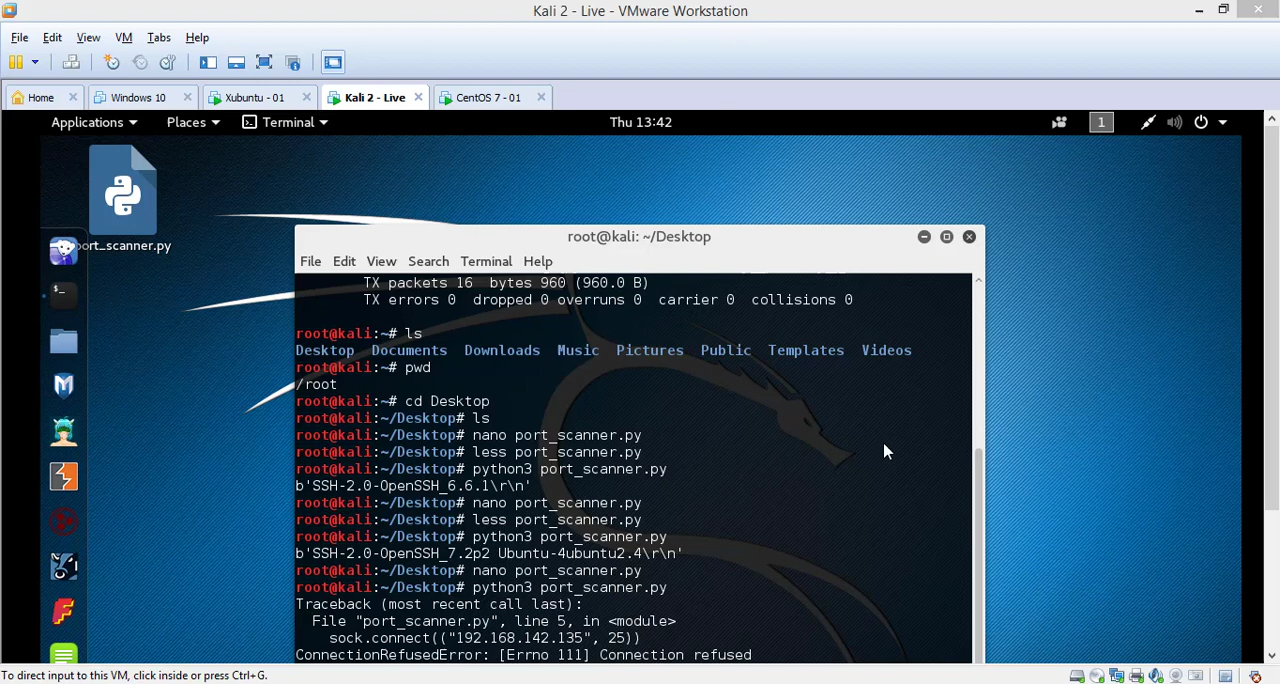 Kali 2 - Live - VMware Workstation
File Edit View VM Tabs Help
Home Windows 10 Xubuntu - 01 Kali 2 - Live CentOS 7 - 01
Applications Places Terminal Thu 13:42 1
port_scanner.py
root@kali: ~/Desktop
File Edit View Search Terminal Help
TX packets 16  bytes 960 (960.0 B)
TX errors 0  dropped 0 overruns 0  carrier 0  collisions 0
root@kali:~# ls
Desktop  Documents  Downloads  Music  Pictures  Public  Templates  Videos
root@kali:~# pwd
/root
root@kali:~# cd Desktop
root@kali:~/Desktop# ls
root@kali:~/Desktop# nano port_scanner.py
root@kali:~/Desktop# less port_scanner.py
root@kali:~/Desktop# python3 port_scanner.py
b'SSH-2.0-OpenSSH_6.6.1\r\n'
root@kali:~/Desktop# nano port_scanner.py
root@kali:~/Desktop# less port_scanner.py
root@kali:~/Desktop# python3 port_scanner.py
b'SSH-2.0-OpenSSH_7.2p2 Ubuntu-4ubuntu2.4\r\n'
root@kali:~/Desktop# nano port_scanner.py
root@kali:~/Desktop# python3 port_scanner.py
Traceback (most recent call last):
File "port_scanner.py", line 5, in <module>
sock.connect(("192.168.142.135", 25))
ConnectionRefusedError: [Errno 111] Connection refused
To direct input to this VM, click inside or press Ctrl+G.